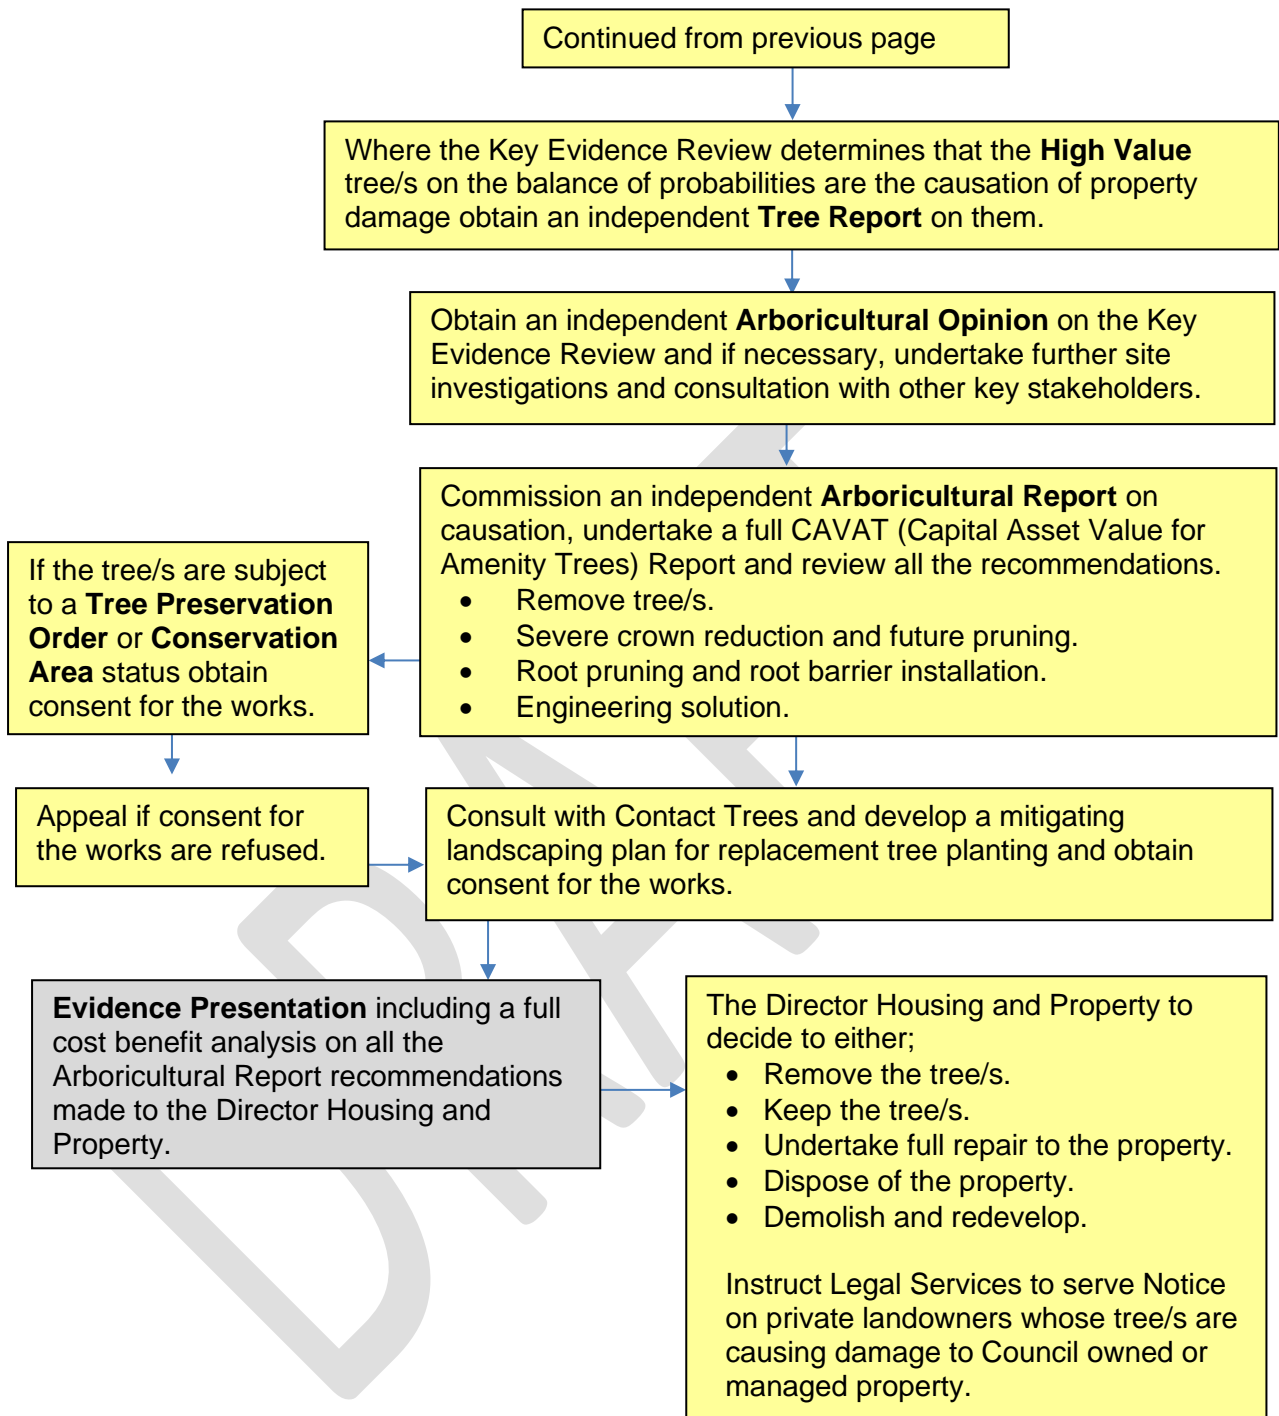 Continued from previous page
Where the Key Evidence Review determines that the High Value
tree/s on the balance of probabilities are the causation of property
damage obtain an independent Tree Report on them.
Obtain an independent Arboricultural Opinion on the Key
Evidence Review and if necessary, undertake further site
investigations and consultation with other key stakeholders.
Commission an independent Arboricultural Report on
causation, undertake a full CAVAT (Capital Asset Value for
Amenity Trees) Report and review all the recommendations.
• Remove tree/s.
• Severe crown reduction and future pruning.
• Root pruning and root barrier installation.
• Engineering solution.
If the tree/s are subject
to a Tree Preservation
Order or Conservation
Area status obtain
consent for the works.
Appeal if consent for
the works are refused.
Consult with Contact Trees and develop a mitigating
landscaping plan for replacement tree planting and obtain
consent for the works.
Evidence Presentation including a full
cost benefit analysis on all the
Arboricultural Report recommendations
made to the Director Housing and
Property.
The Director Housing and Property to
decide to either;
• Remove the tree/s.
• Keep the tree/s.
• Undertake full repair to the property.
• Dispose of the property.
• Demolish and redevelop.
Instruct Legal Services to serve Notice
on private landowners whose tree/s are
causing damage to Council owned or
managed property.
DRAFT